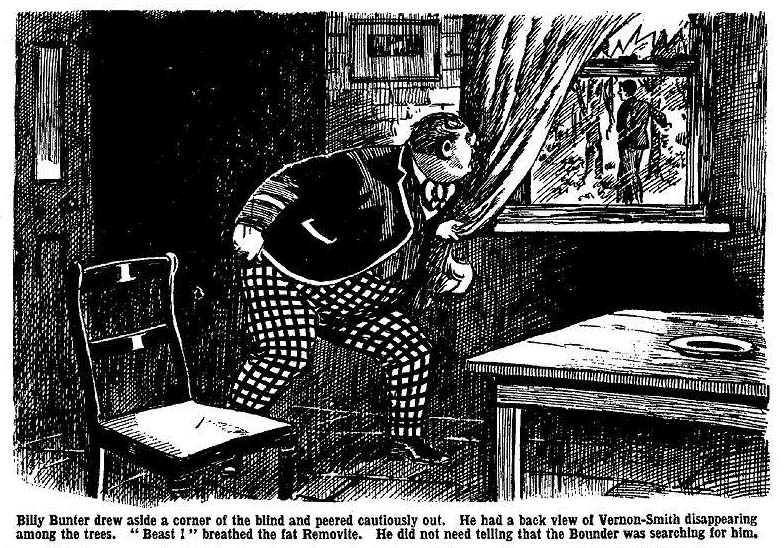 Billy Bunter drew aside a corner of the blind and peered cautiously out. He had a back view of Vernon-Smith disappearing
among the trees. "Beast!" breathed the fat Removite. He did not need telling that the Bounder was searching for him.